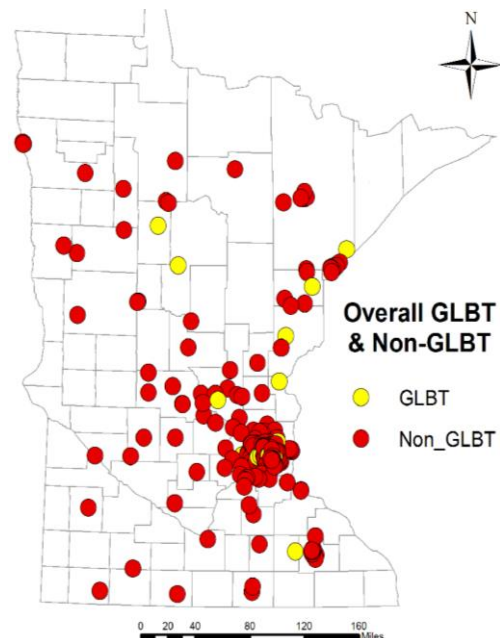 N
Overall GLBT
& Non-GLBT
GLBT
Non_GLBT
0 20 40 80 120 160
Miles